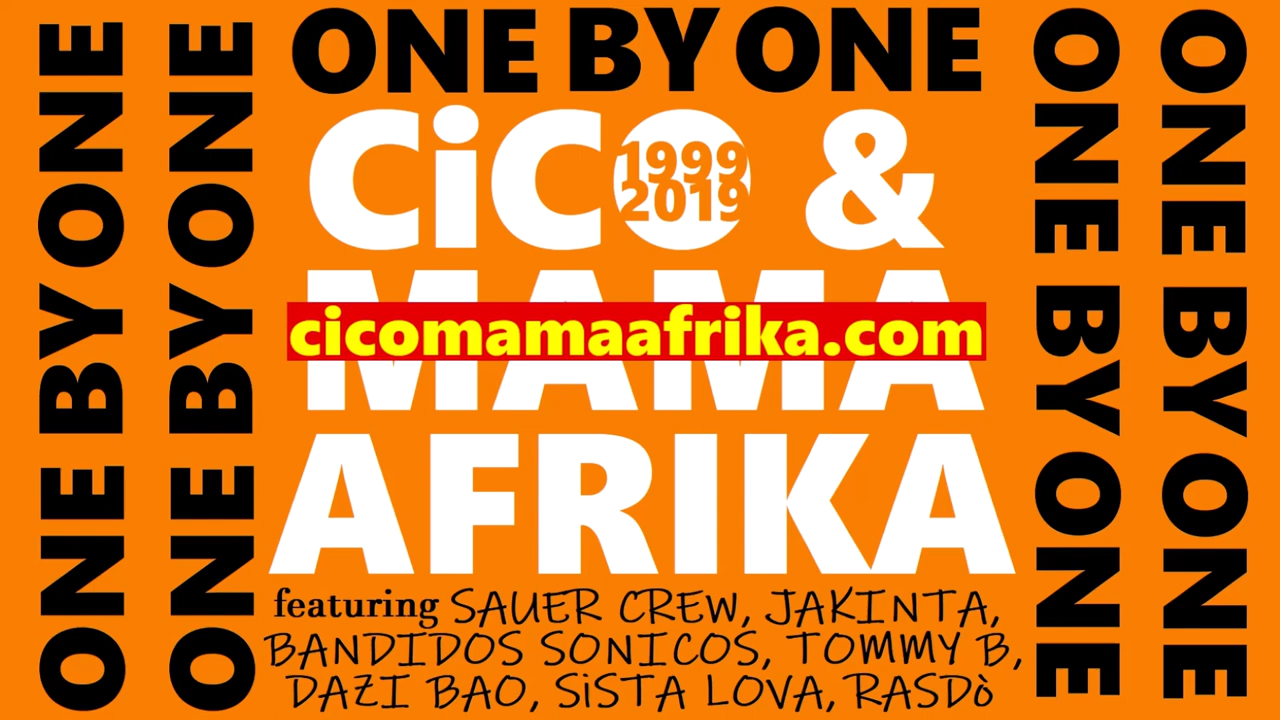 ONE BY ONE
ONE BY ONE
ONE BY ONE
CiCO &
1999
2019
MAMA
cicomamaafrika.com
AFRIKA
featuring SAUER CREW, JAKINTA,
BANDIDOS SONICOS, TOMMY B,
DAZI BAO, SiSTA LOVA, RASDò
ONE BY ONE
ONE BY ONE